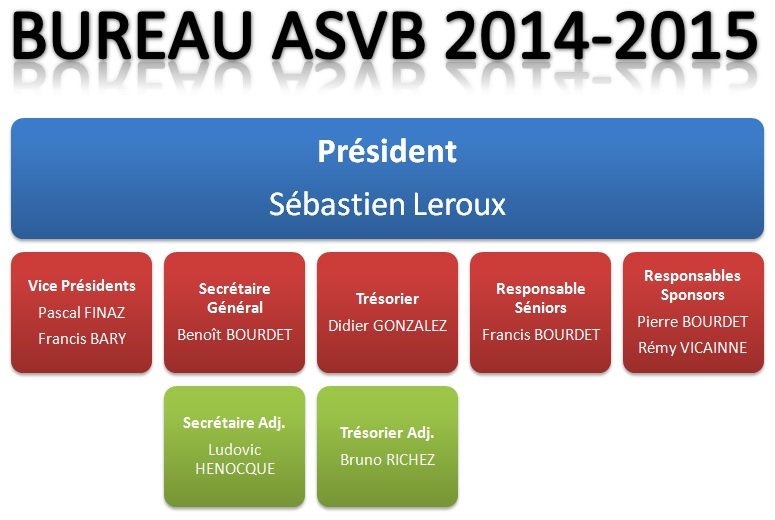 BUREAU ASVB 2014-2015
Président
Sébastien Leroux
Vice Présidents
Pascal FINAZ
Francis BARY
Secrétaire
Général
Benoît BOURDET
Trésorier
Didier GONZALEZ
Responsable
Séniors
Francis BOURDET
Responsables
Sponsors
Pierre BOURDET
Rémy VICAINNE
Secrétaire Adj.
Ludovic
HENOCQUE
Trésorier Adj.
Bruno RICHEZ